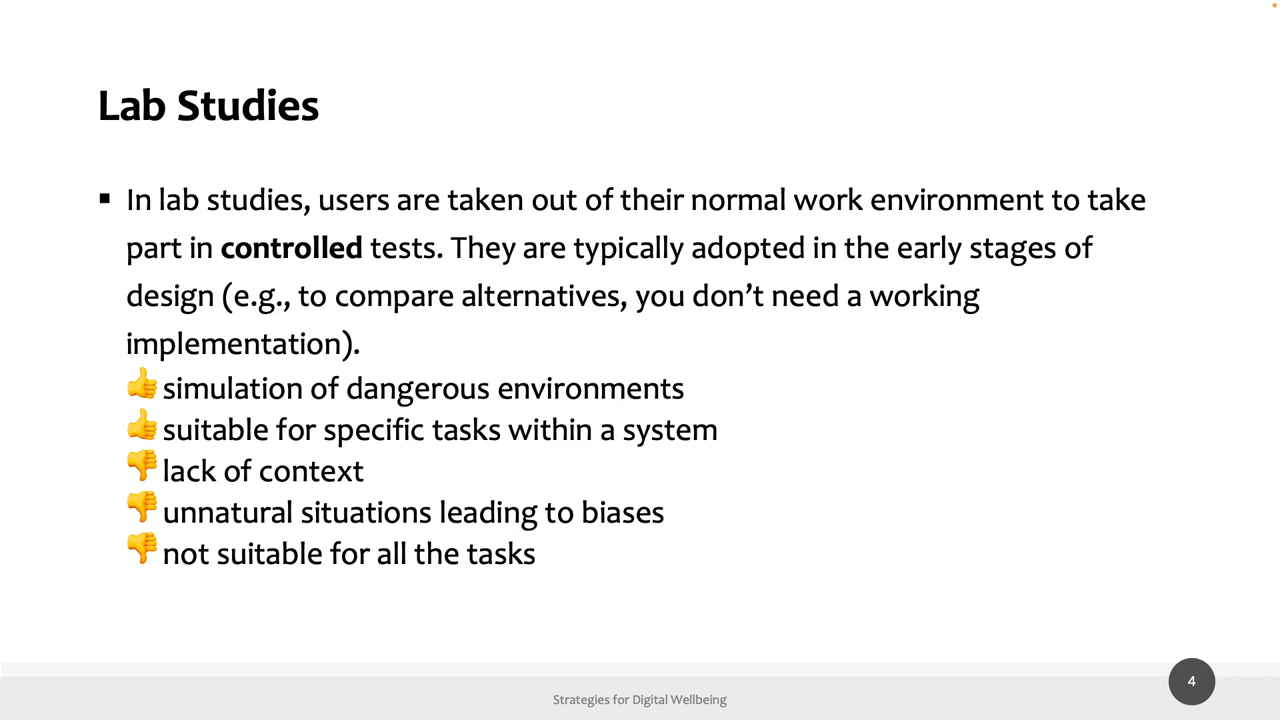 Lab Studies
▪ In lab studies, users are taken out of their normal work environment to take
part in controlled tests. They are typically adopted in the early stages of
design (e.g., to compare alternatives, you don’t need a working
implementation).
👍 simulation of dangerous environments
👍 suitable for specific tasks within a system
👎 lack of context
👎 unnatural situations leading to biases
👎 not suitable for all the tasks
Strategies for Digital Wellbeing
4